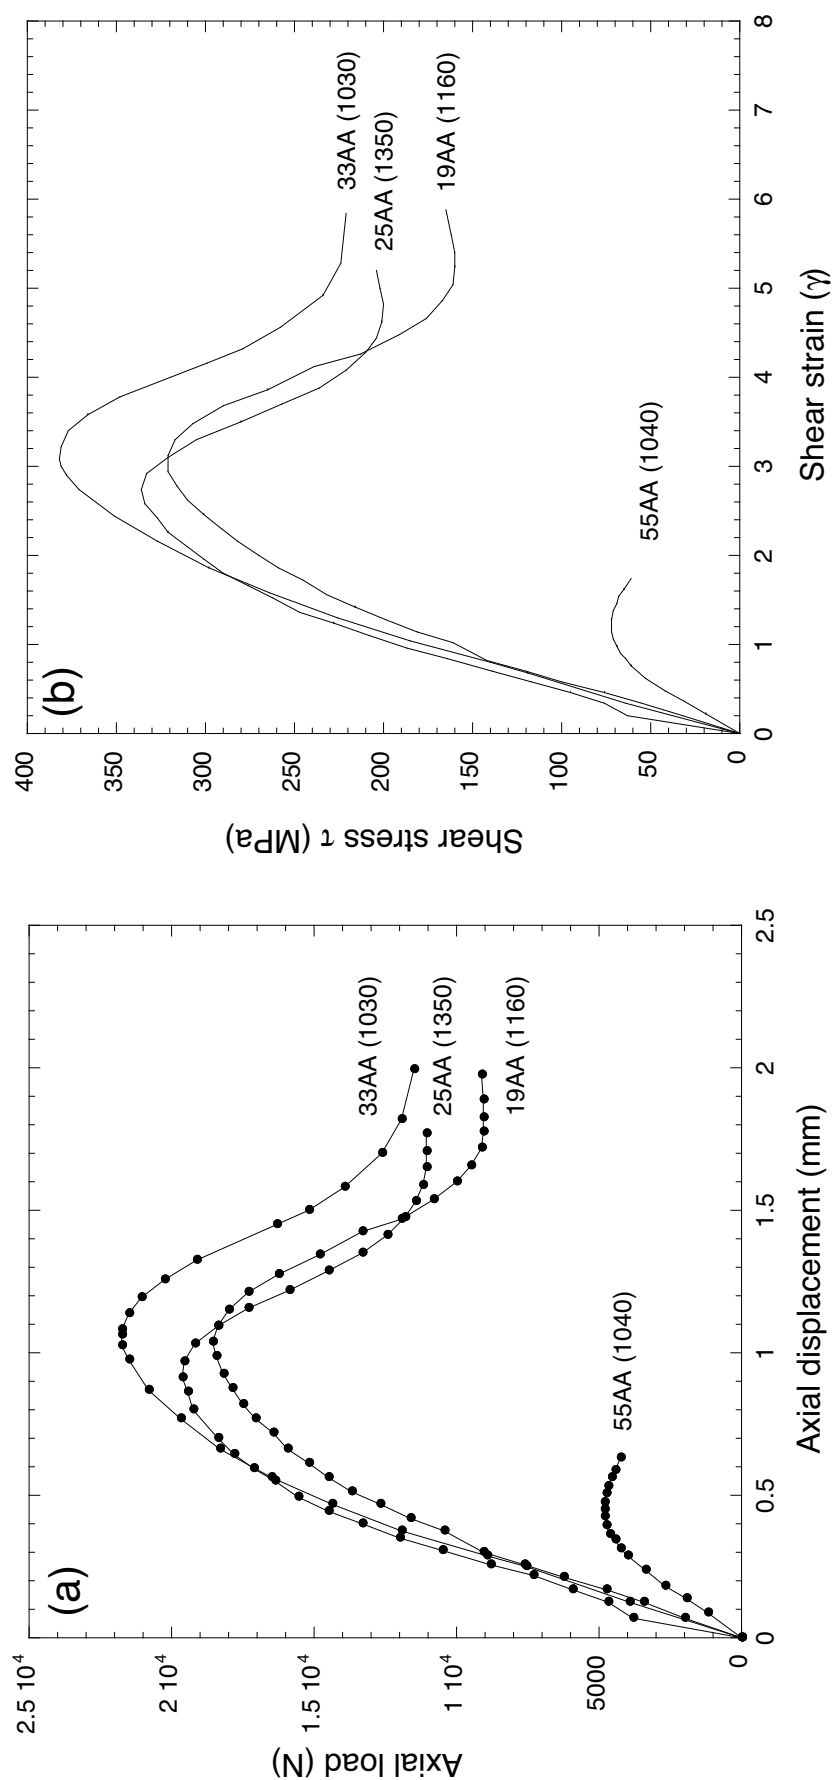 (a)
2.5 10⁴
2 10⁴
1.5 10⁴
1 10⁴
5000
0
Axial load (N)
0
0.5
1
1.5
2
2.5
Axial displacement (mm)
33AA (1030)
25AA (1350)
19AA (1160)
55AA (1040)
(b)
400
350
300
250
200
150
100
50
0
Shear stress τ (MPa)
0
1
2
3
4
5
6
7
8
Shear strain (γ)
33AA (1030)
25AA (1350)
19AA (1160)
55AA (1040)